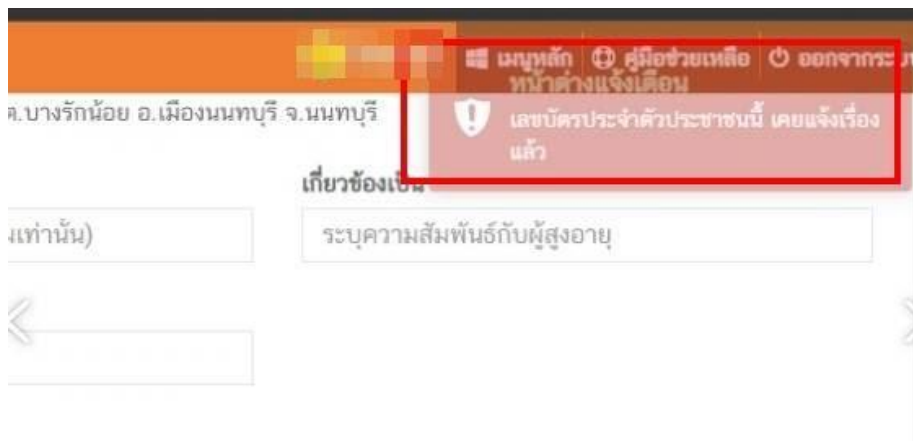 เมนูหลัก คู่มือช่วยเหลือ ออกจากระบบ
หน้าต่างแจ้งเตือน
ต.บางรักน้อย อ.เมืองนนทบุรี จ.นนทบุรี
เลขบัตรประจำตัวประชาชนนี้ เคยแจ้งเรื่อง
แล้ว
เกี่ยวข้องเป็น
นเท่านั้น)
ระบุความสัมพันธ์กับผู้สูงอายุ